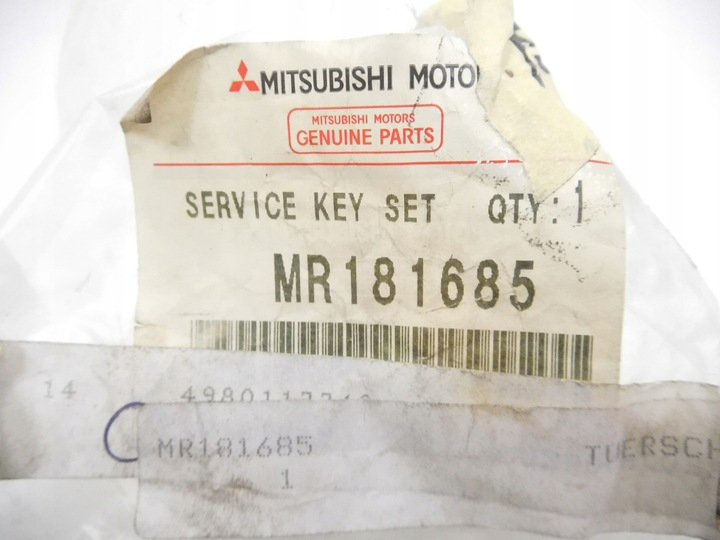 MITSUBISHI MOTO
MITSUBISHI MOTORS
GENUINE PARTS
SERVICE KEY SET QTY: 1
MR181685
14
MR181685 TUERSCH
1